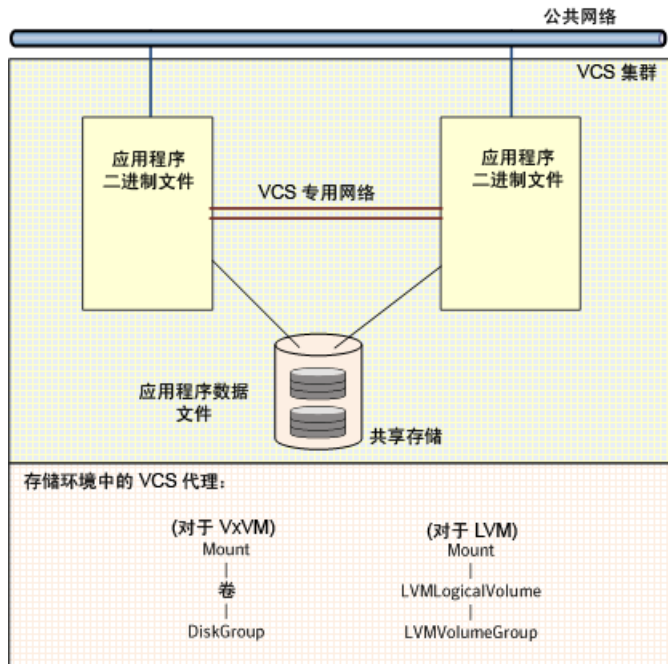 公共网络
VCS 集群
应用程序
二进制文件
应用程序
二进制文件
VCS 专用网络
应用程序数据
文件
共享存储
存储环境中的 VCS 代理：
(对于 VxVM)
Mount
卷
DiskGroup
(对于 LVM)
Mount
LVMLogicalVolume
LVMVolumeGroup